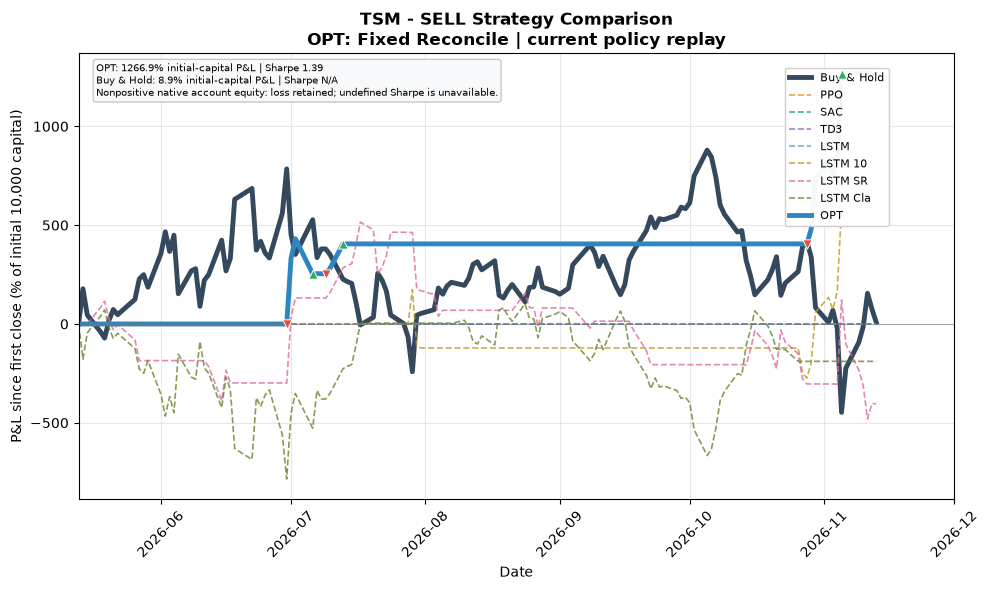 TSM - SELL Strategy Comparison
OPT: Fixed Reconcile | current policy replay
OPT: 1266.9% initial-capital P&L | Sharpe 1.39
Buy & Hold: 8.9% initial-capital P&L | Sharpe N/A
Nonpositive native account equity: loss retained; undefined Sharpe is unavailable.
Buy & Hold
PPO
SAC
TD3
LSTM
LSTM 10
LSTM SR
LSTM Cla
OPT
P&L since first close (% of initial 10,000 capital)
1000
500
0
−500
2026-06
2026-07
2026-08
2026-09
2026-10
2026-11
2026-12
Date